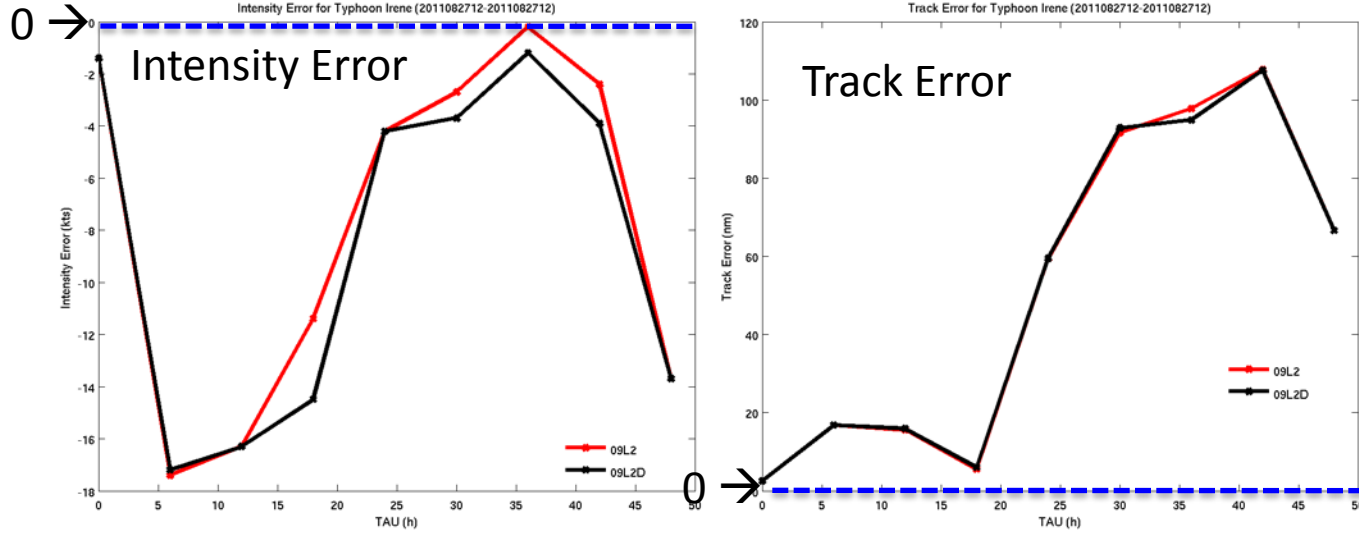 Intensity Error for Typhoon Irene (2011082712-2011082712)
0 →
Intensity Error
0
-2
-4
-6
-8
-10
-12
-14
-16
-18
Intensity Error (kts)
09L2
09L2D
0 5 10 15 20 25 30 35 40 45 50
TAU (h)
Track Error for Typhoon Irene (2011082712-2011082712)
Track Error
120
100
80
60
40
20
0
Track Error (nm)
09L2
09L2D
0 →
0 5 10 15 20 25 30 35 40 45 50
TAU (h)